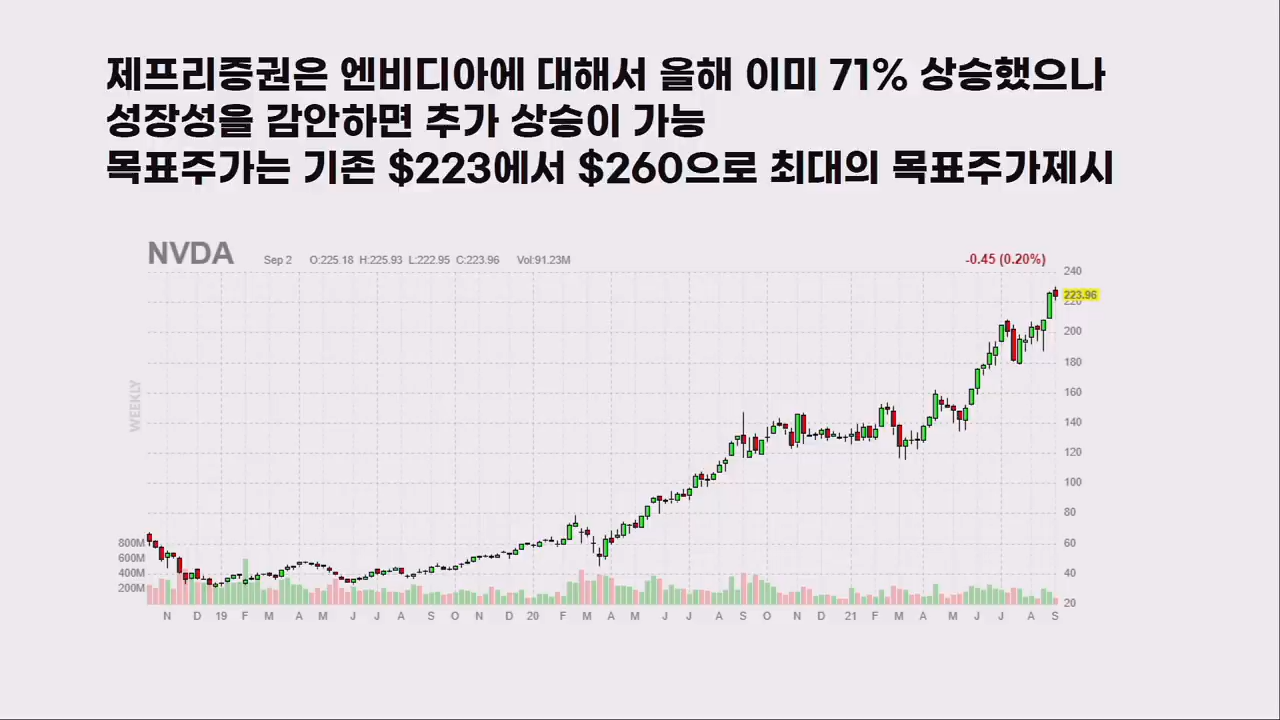 제프리증권은 엔비디아에 대해서 올해 이미 71% 상승했으나
성장성을 감안하면 추가 상승이 가능
목표주가는 기존 $223에서 $260으로 최대의 목표주가제시
NVDA Sep 2 O:225.18 H:225.93 L:222.95 C:223.96 Vol:91.23M -0.45 (0.20%)
240
223.96
220
200
180
WEEKLY
160
140
120
100
80
800M 60
600M
400M 40
200M
20
N D 19 F M A M J J A S O N D 20 F M A M J J A S O N D 21 F M A M J J A S